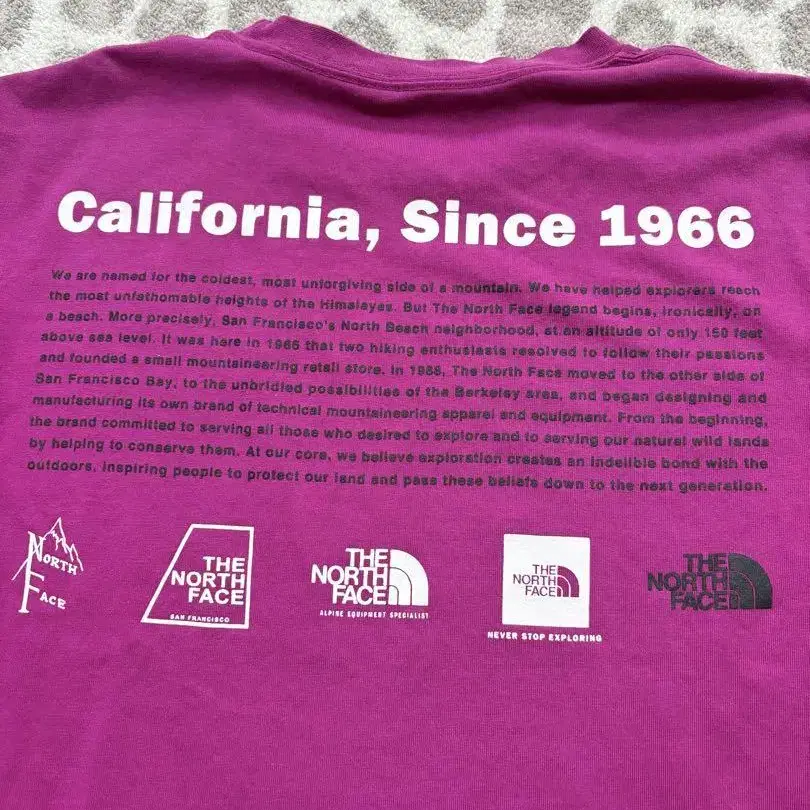 California, Since 1966
We are named for the coldest, most unforgiving side of a mountain. We have helped explorers reach
the most unfathomable heights of the Himalayas. But The North Face legend begins, ironically, on
a beach. More precisely, San Francisco's North Beach neighborhood, at an altitude of only 150 feet
above sea level. It was here in 1966 that two hiking enthusiasts resolved to follow their passions
and founded a small mountaineering retail store. In 1968, The North Face moved to the other side of
San Francisco Bay, to the unbridled possibilities of the Berkeley area, and began designing and
manufacturing its own brand of technical mountaineering apparel and equipment. From the beginning,
the brand committed to serving all those who desired to explore and to serving our natural wild lands
by helping to conserve them. At our core, we believe exploration creates an indelible bond with the
outdoors, inspiring people to protect our land and pass these beliefs down to the next generation.
NORTH
FACE
THE
NORTH
FACE
SAN FRANCISCO
THE
NORTH
FACE
ALPINE EQUIPMENT SPECIALIST
THE
NORTH
FACE
NEVER STOP EXPLORING
THE
NORTH
FACE